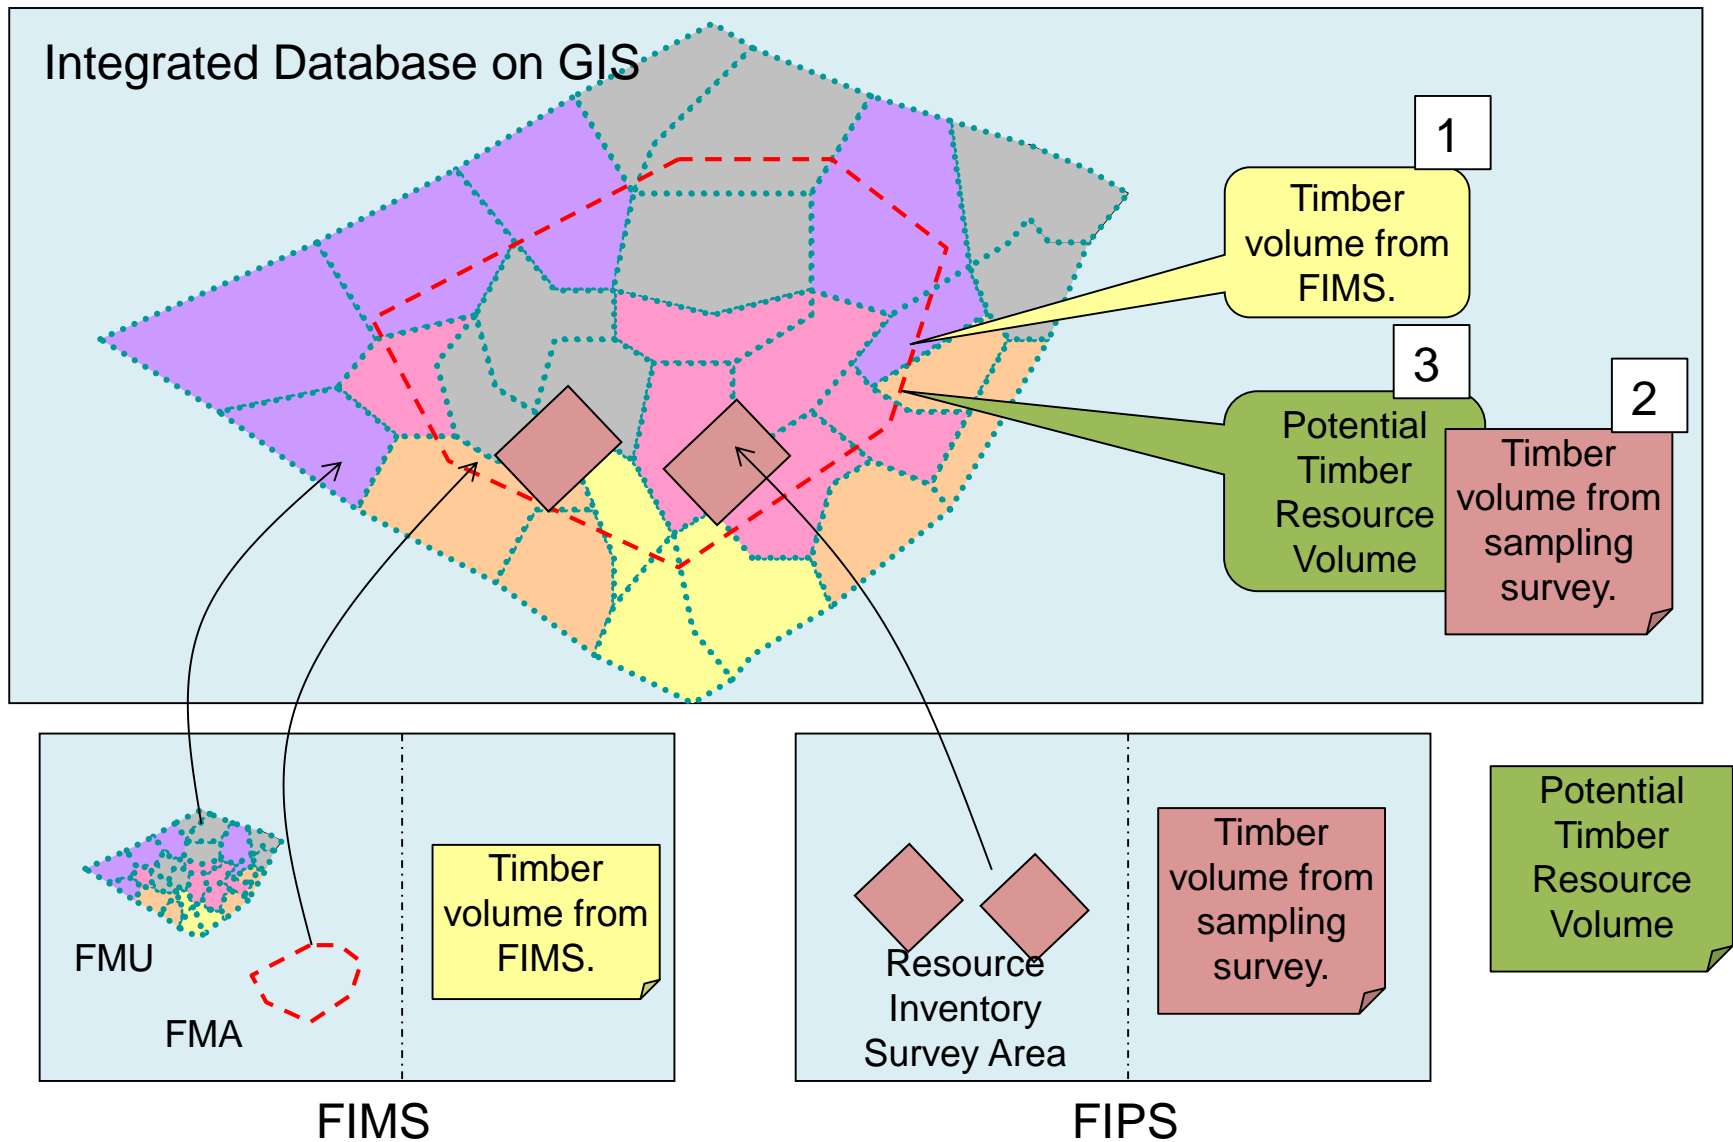 Integrated Database on GIS
1
Timber
volume from
FIMS.
3
Potential
Timber
Resource
Volume
2
Timber
volume from
sampling
survey.
FMU
FMA
Timber
volume from
FIMS.
FIMS
Resource
Inventory
Survey Area
Timber
volume from
sampling
survey.
FIPS
Potential
Timber
Resource
Volume